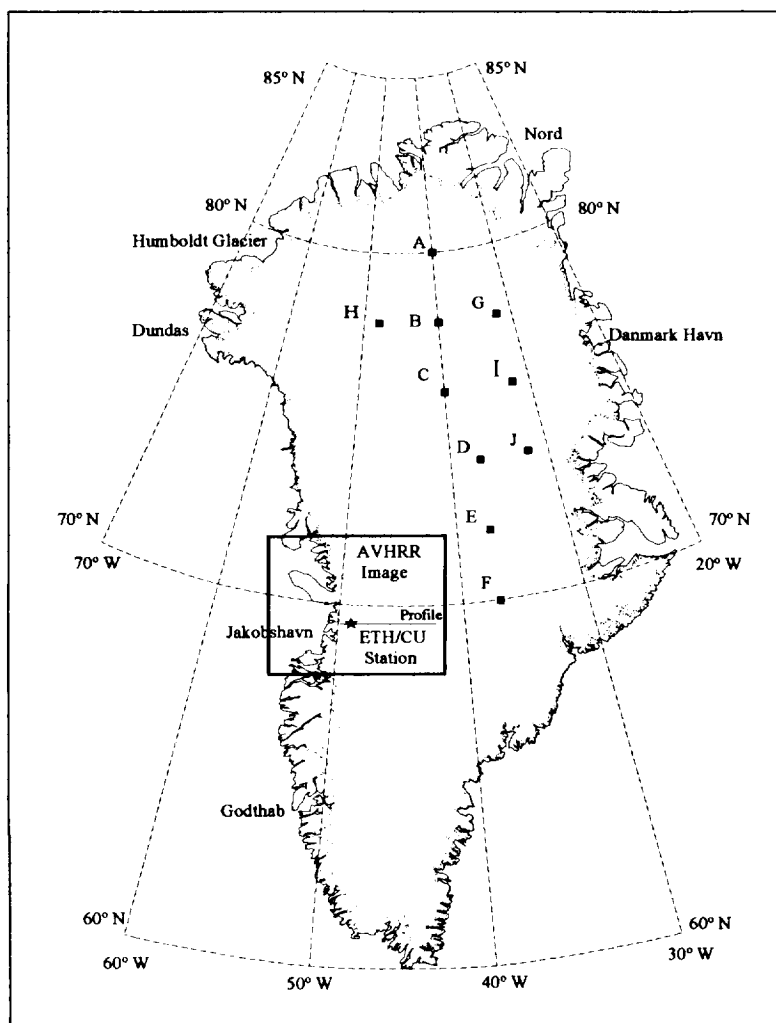 85° N
85° N
Nord
80° N
80° N
Humboldt Glacier
A
H
B
G
Dundas
Danmark Havn
C
I
D
J
E
70° N
70° N
70° W
20° W
AVHRR
Image
F
Profile
Jakobshavn
ETH/CU
Station
Godthab
60° N
60° N
60° W
30° W
50° W
40° W